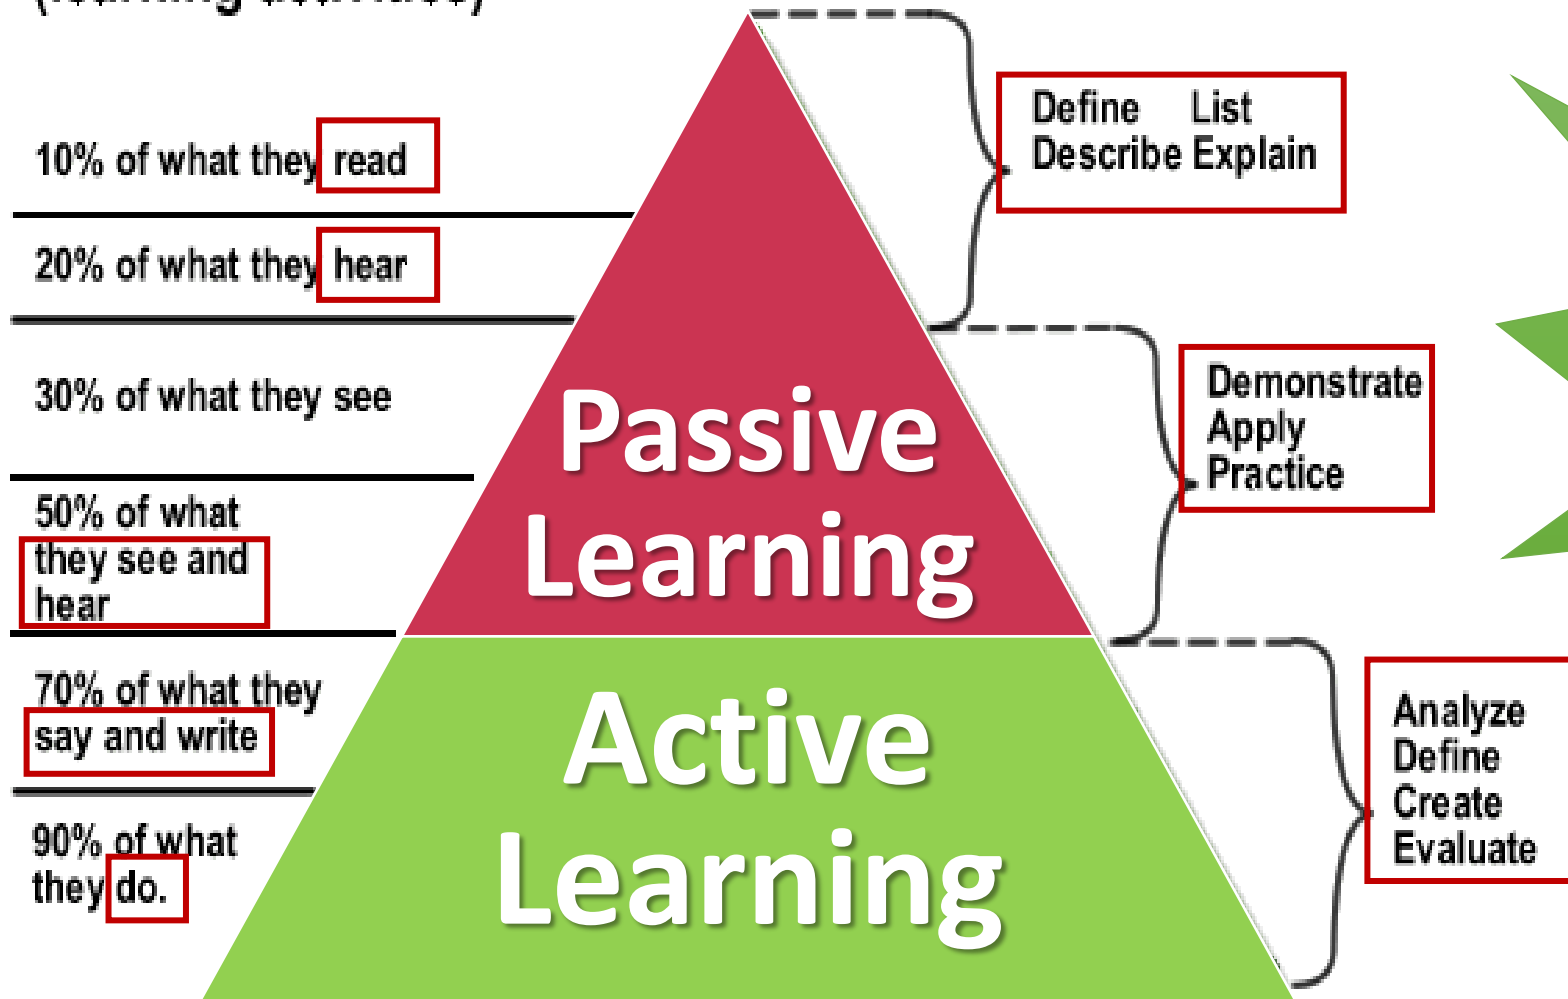 (learning activities)
10% of what they read
20% of what they hear
30% of what they see
50% of what
they see and
hear
70% of what they
say and write
90% of what
they do.
Passive
Learning
Active
Learning
Define List
Describe Explain
Demonstrate
Apply
Practice
Analyze
Define
Create
Evaluate